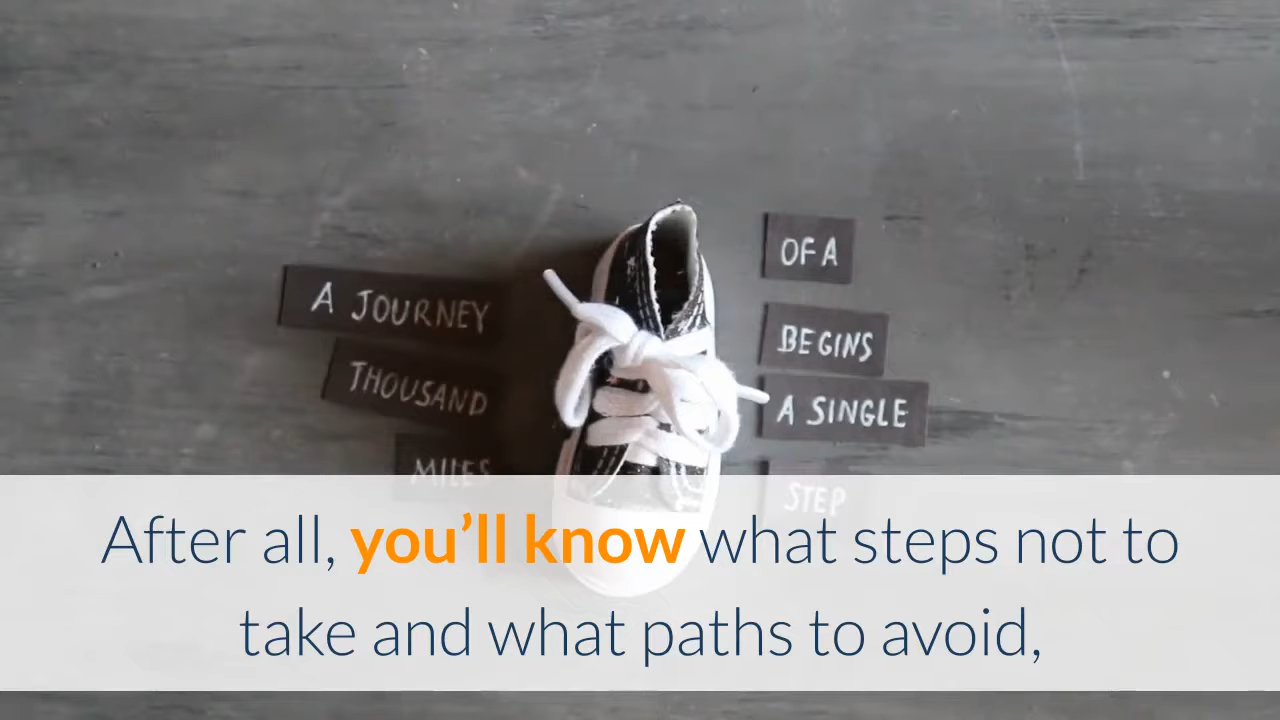 A JOURNEY
THOUSAND
MILES
OF A
BEGINS
A SINGLE
STEP
After all, you’ll know what steps not to
take and what paths to avoid,